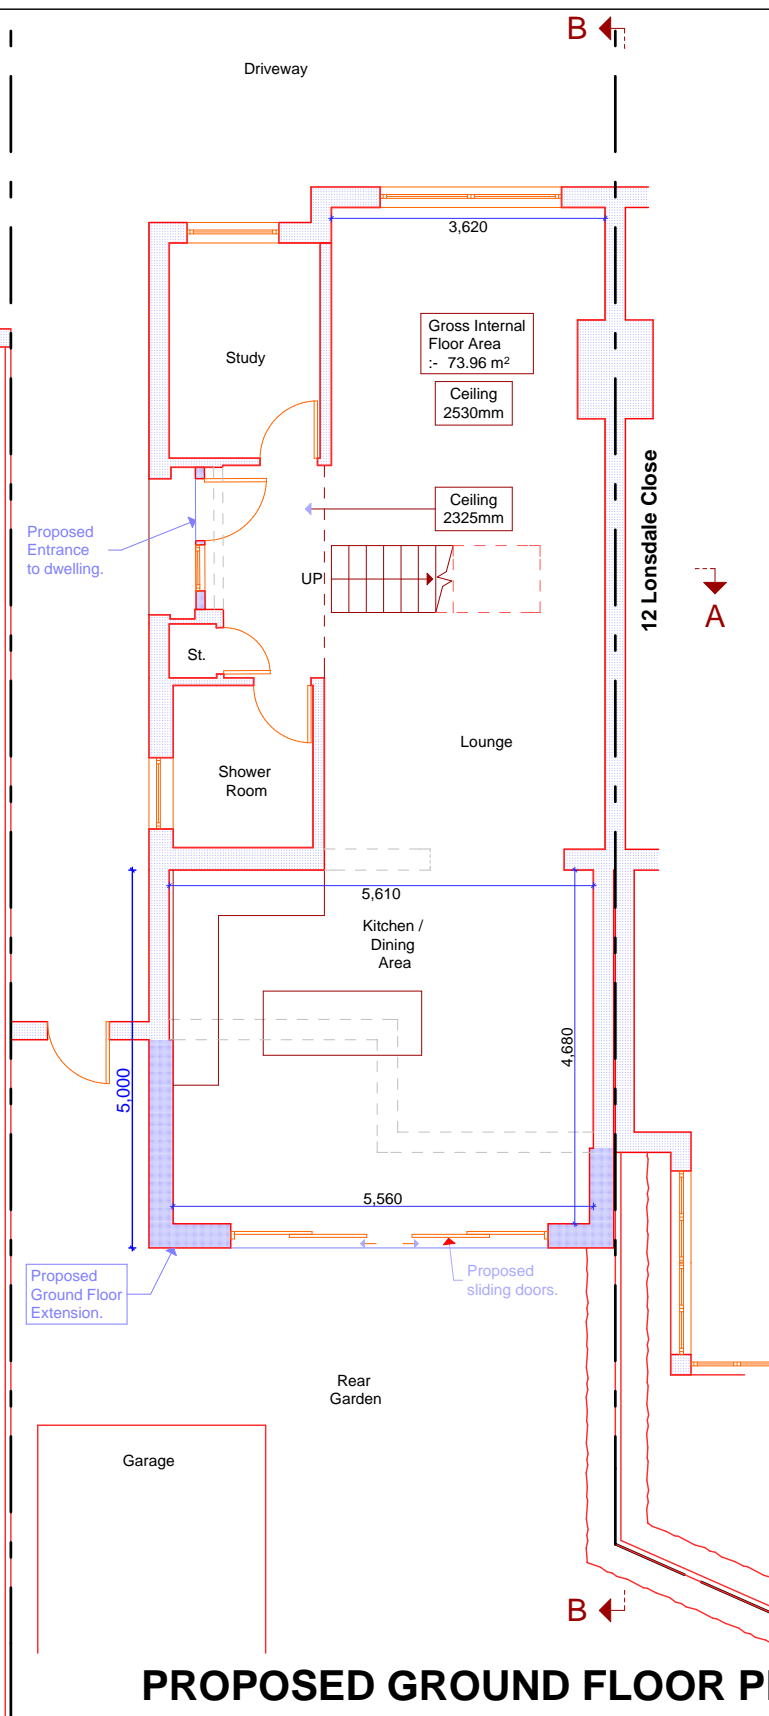 B
Driveway
3,620
Gross Internal
Floor Area
:- 73.96 m²
Study
Ceiling
2530mm
12 Lonsdale Close
Ceiling
2325mm
Proposed
Entrance
to dwelling.
UP
A
St.
Lounge
Shower
Room
5,610
Kitchen /
Dining
Area
4,680
5,000
5,560
Proposed
Ground Floor
Extension.
Proposed
sliding doors.
Rear
Garden
Garage
B
PROPOSED GROUND FLOOR